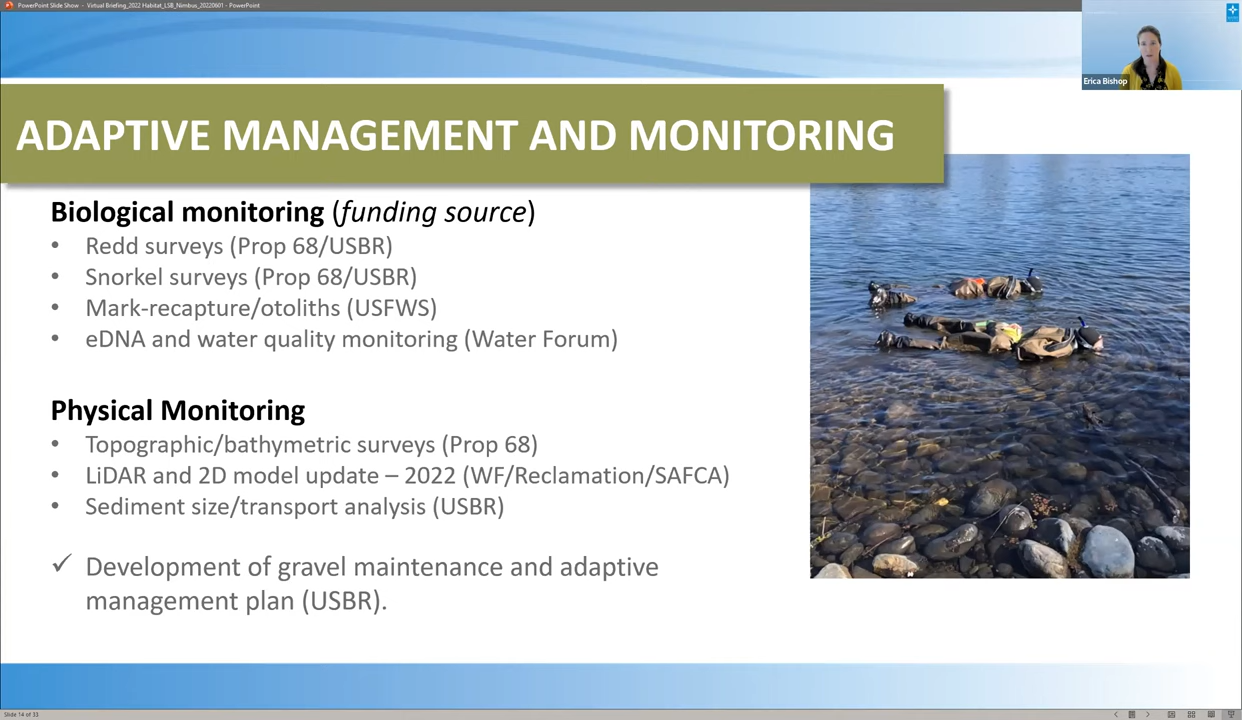 PowerPoint Slide Show - Virtual Briefing_2022 Habitat_LSB_Nimbus_20220601 - PowerPoint
Erica Bishop
ADAPTIVE MANAGEMENT AND MONITORING
Biological monitoring (funding source)
• Redd surveys (Prop 68/USBR)
• Snorkel surveys (Prop 68/USBR)
• Mark-recapture/otoliths (USFWS)
• eDNA and water quality monitoring (Water Forum)
Physical Monitoring
• Topographic/bathymetric surveys (Prop 68)
• LiDAR and 2D model update – 2022 (WF/Reclamation/SAFCA)
• Sediment size/transport analysis (USBR)
✓ Development of gravel maintenance and adaptive
management plan (USBR).
Slide 14 of 33